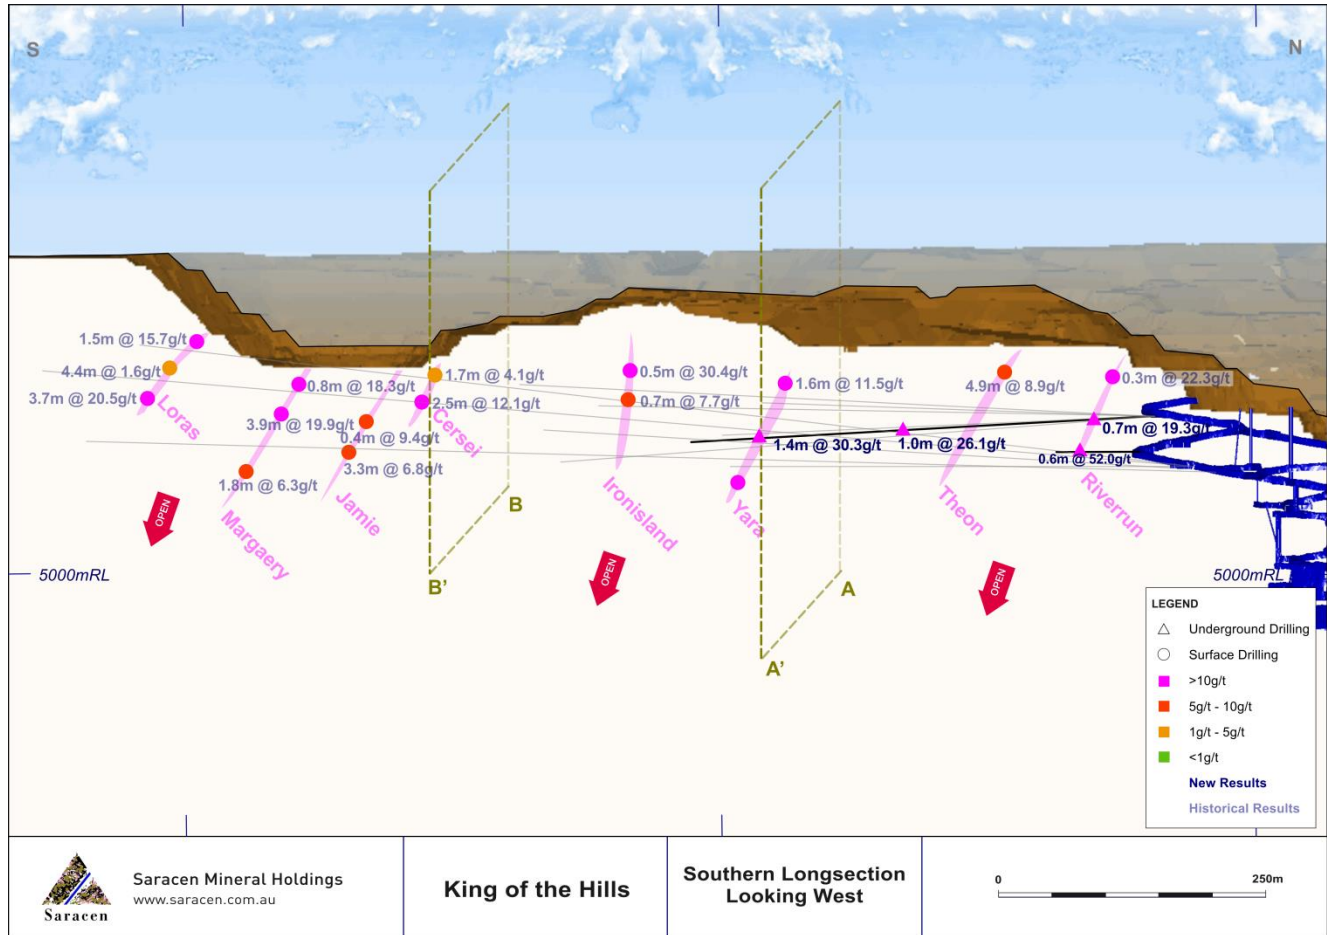 S
N
1.5m @ 15.7g/t
4.4m @ 1.6g/t
3.7m @ 20.5g/t
Loras
0.8m @ 18.3g/t
3.9m @ 19.9g/t
1.8m @ 6.3g/t
Margaery
0.4m @ 9.4g/t
3.3m @ 6.8g/t
Jamie
1.7m @ 4.1g/t
2.5m @ 12.1g/t
Cersei
0.5m @ 30.4g/t
0.7m @ 7.7g/t
Ironisland
1.6m @ 11.5g/t
1.4m @ 30.3g/t
Yara
1.0m @ 26.1g/t
4.9m @ 8.9g/t
Theon
0.3m @ 22.3g/t
0.7m @ 19.3g/t
0.6m @ 52.0g/t
Riverrun
OPEN
OPEN
OPEN
B
B'
A
A'
5000mRL
5000mRL
LEGEND
Underground Drilling
Surface Drilling
>10g/t
5g/t - 10g/t
1g/t - 5g/t
<1g/t
New Results
Historical Results
Saracen
Saracen Mineral Holdings
www.saracen.com.au
King of the Hills
Southern Longsection
Looking West
0
250m